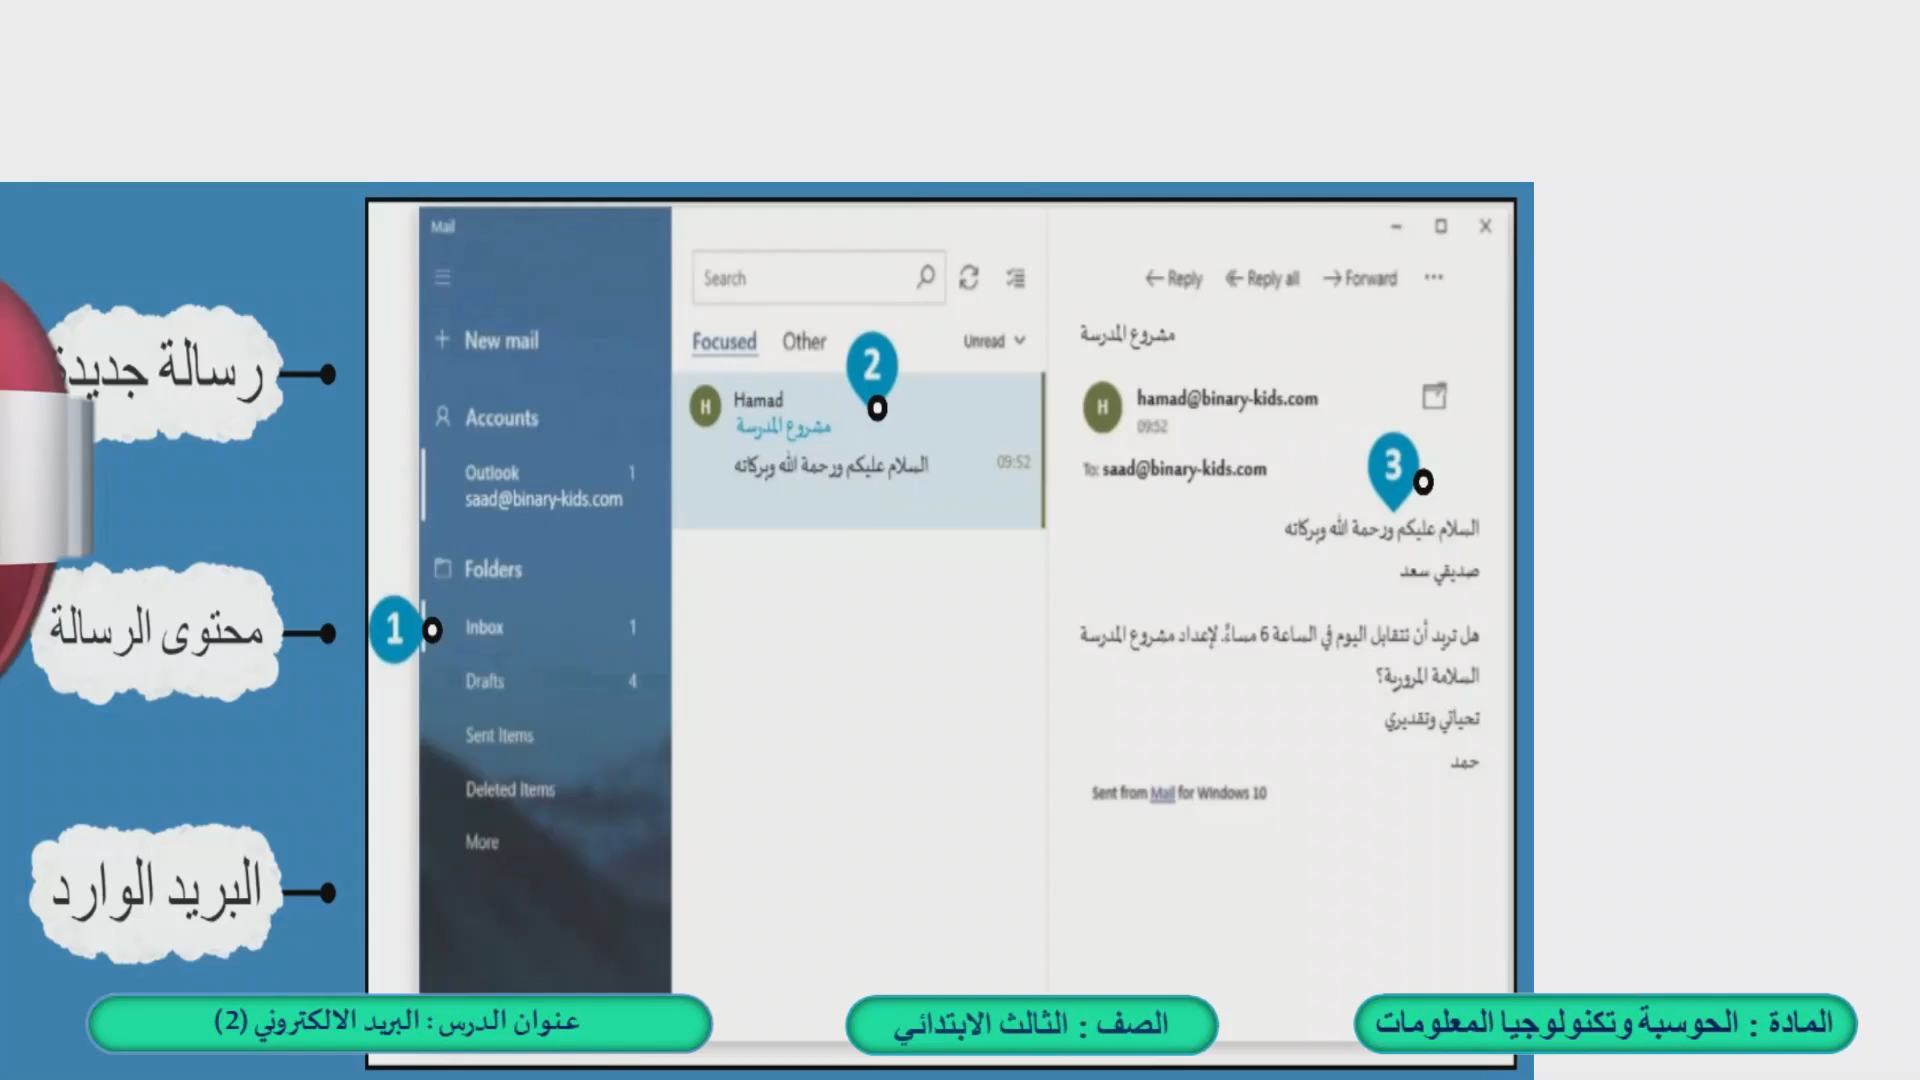 رسالة جديدة
محتوى الرسالة
البريد الوارد
Mail
New mail
Accounts
Outlook 1
saad@binary-kids.com
Folders
1
Inbox 1
Drafts 4
Sent Items
Deleted Items
More
Search
Focused Other
Unread
2
H
Hamad
مشروع المدرسة
السلام عليكم ورحمة الله وبركاته
09:52
Reply Reply all Forward
مشروع المدرسة
H
hamad@binary-kids.com
09:52
To: saad@binary-kids.com
3
السلام عليكم ورحمة الله وبركاته
صديقي سعد
هل تريد أن نتقابل اليوم في الساعة 6 مساءً. لإعداد مشروع المدرسة
السلامة المرورية؟
تحياتي وتقديري
حمد
Sent from Mail for Windows 10
المادة : الحوسبة وتكنولوجيا المعلومات
الصف : الثالث الابتدائي
عنوان الدرس : البريد الالكتروني (2)